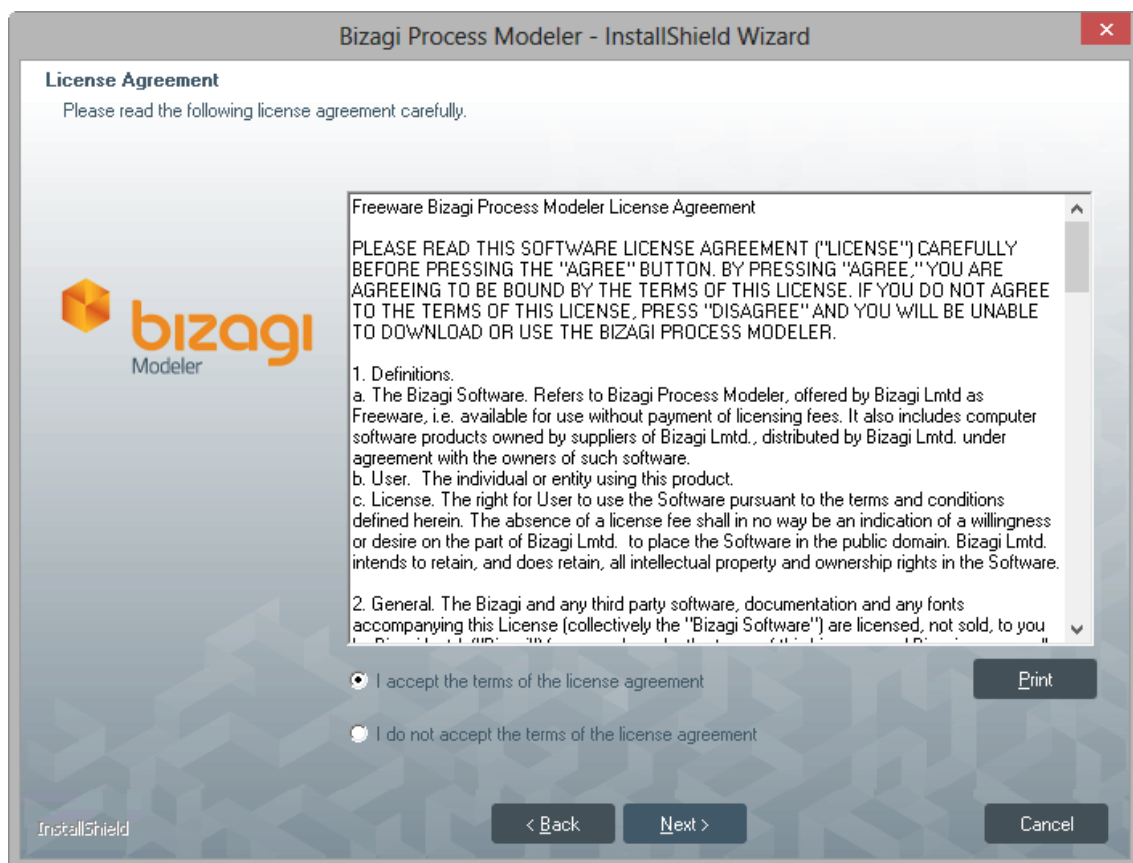 Bizagi Process Modeler - InstallShield Wizard
License Agreement
Please read the following license agreement carefully.
bizagi
Modeler
Freeware Bizagi Process Modeler License Agreement
PLEASE READ THIS SOFTWARE LICENSE AGREEMENT ("LICENSE") CAREFULLY
BEFORE PRESSING THE "AGREE" BUTTON. BY PRESSING "AGREE," YOU ARE
AGREEING TO BE BOUND BY THE TERMS OF THIS LICENSE. IF YOU DO NOT AGREE
TO THE TERMS OF THIS LICENSE, PRESS "DISAGREE" AND YOU WILL BE UNABLE
TO DOWNLOAD OR USE THE BIZAGI PROCESS MODELER.
1. Definitions.
a. The Bizagi Software. Refers to Bizagi Process Modeler, offered by Bizagi Lmtd as
Freeware, i.e. available for use without payment of licensing fees. It also includes computer
software products owned by suppliers of Bizagi Lmtd., distributed by Bizagi Lmtd. under
agreement with the owners of such software.
b. User. The individual or entity using this product.
c. License. The right for User to use the Software pursuant to the terms and conditions
defined herein. The absence of a license fee shall in no way be an indication of a willingness
or desire on the part of Bizagi Lmtd. to place the Software in the public domain. Bizagi Lmtd.
intends to retain, and does retain, all intellectual property and ownership rights in the Software.
2. General. The Bizagi and any third party software, documentation and any fonts
accompanying this License (collectively the "Bizagi Software") are licensed, not sold, to you
I accept the terms of the license agreement
Print
I do not accept the terms of the license agreement
InstallShield
< Back
Next >
Cancel